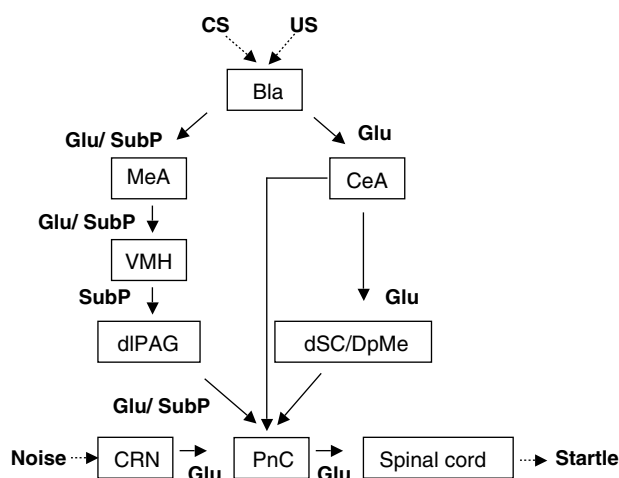 CS US
Bla
Glu/ SubP Glu
MeA CeA
Glu/ SubP
VMH
SubP Glu
dlPAG dSC/DpMe
Glu/ SubP
Noise CRN PnC Spinal cord Startle
Glu Glu